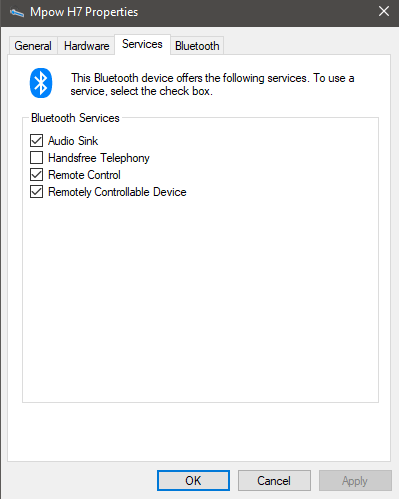 Mpow H7 Properties
General Hardware Services Bluetooth
This Bluetooth device offers the following services. To use a
service, select the check box.
Bluetooth Services
Audio Sink
Handsfree Telephony
Remote Control
Remotely Controllable Device
OK Cancel Apply